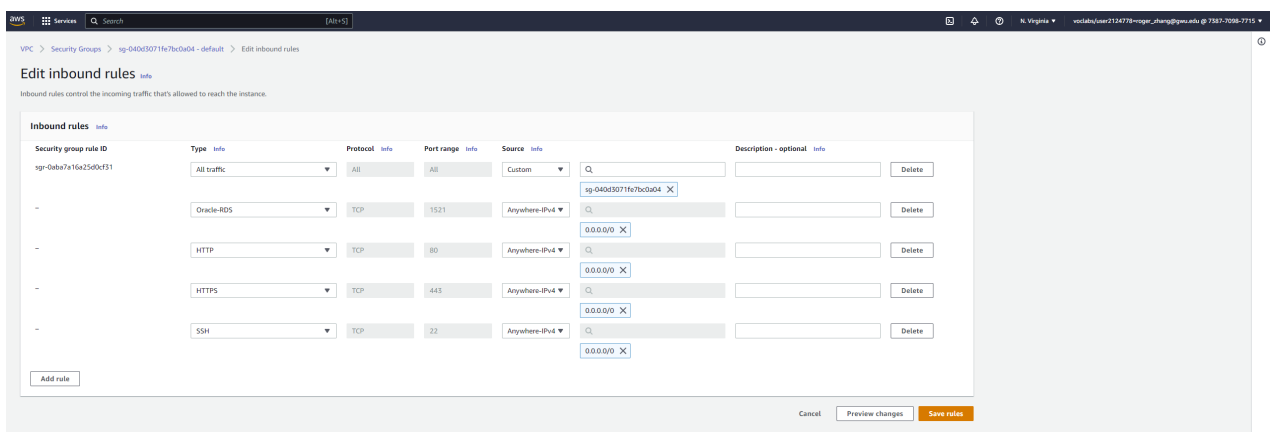 aws Services Search [Alt+S] N. Virginia ▼ voclabs/user2124778=roger_zhang@gwu.edu @ 7387-7098-7715 ▼
VPC > Security Groups > sg-040d3071fe7bc0a04 - default > Edit inbound rules
Edit inbound rules Info
Inbound rules control the incoming traffic that's allowed to reach the instance.
Inbound rules Info
Security group rule ID Type Info Protocol Info Port range Info Source Info Description - optional Info
sgr-0aba7a16a25d0cf31 All traffic All All Custom Delete
sg-040d3071fe7bc0a04
– Oracle-RDS TCP 1521 Anywhere-IPv4 Delete
0.0.0.0/0
– HTTP TCP 80 Anywhere-IPv4 Delete
0.0.0.0/0
– HTTPS TCP 443 Anywhere-IPv4 Delete
0.0.0.0/0
– SSH TCP 22 Anywhere-IPv4 Delete
0.0.0.0/0
Add rule
Cancel Preview changes Save rules